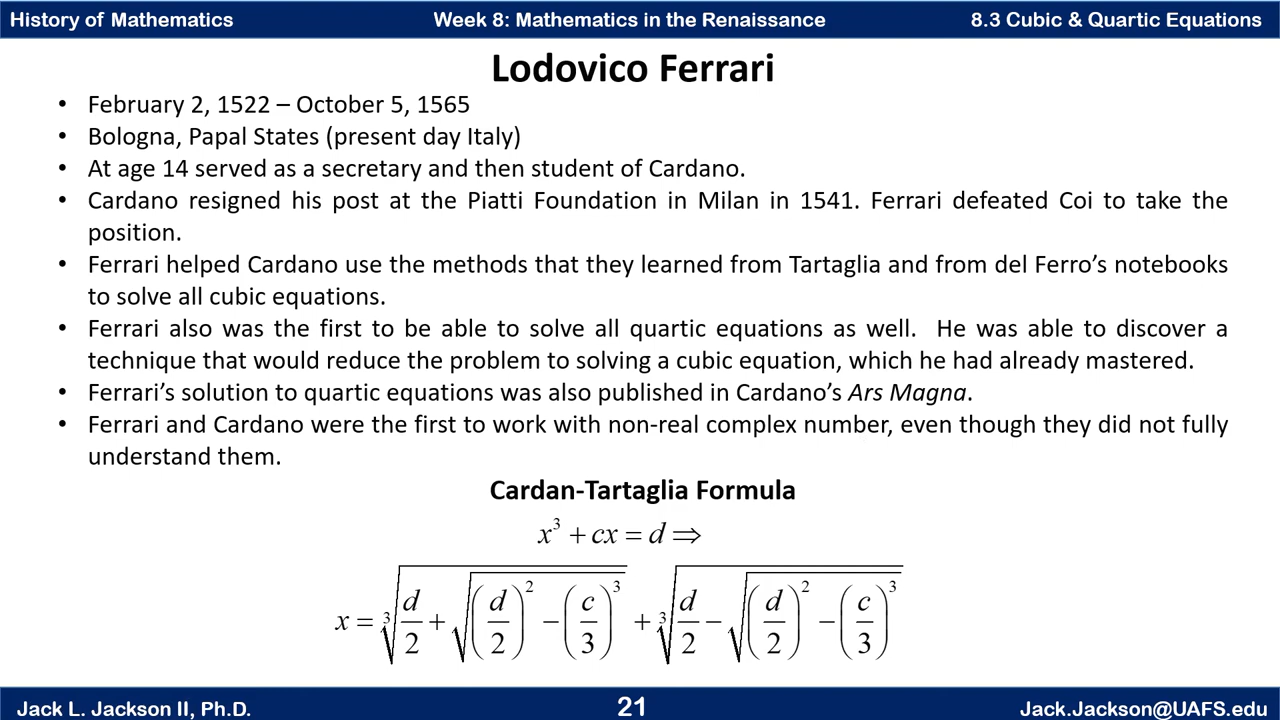 History of Mathematics Week 8: Mathematics in the Renaissance 8.3 Cubic & Quartic Equations
Lodovico Ferrari
• February 2, 1522 – October 5, 1565
• Bologna, Papal States (present day Italy)
• At age 14 served as a secretary and then student of Cardano.
• Cardano resigned his post at the Piatti Foundation in Milan in 1541. Ferrari defeated Coi to take the
position.
• Ferrari helped Cardano use the methods that they learned from Tartaglia and from del Ferro's notebooks
to solve all cubic equations.
• Ferrari also was the first to be able to solve all quartic equations as well. He was able to discover a
technique that would reduce the problem to solving a cubic equation, which he had already mastered.
• Ferrari's solution to quartic equations was also published in Cardano's Ars Magna.
• Ferrari and Cardano were the first to work with non-real complex number, even though they did not fully
understand them.
Cardan-Tartaglia Formula
x³ + cx = d ⇒
x = ∛(d/2 + √((d/2)² − (c/3)³)) + ∛(d/2 − √((d/2)² − (c/3)³))
Jack L. Jackson II, Ph.D. 21 Jack.Jackson@UAFS.edu